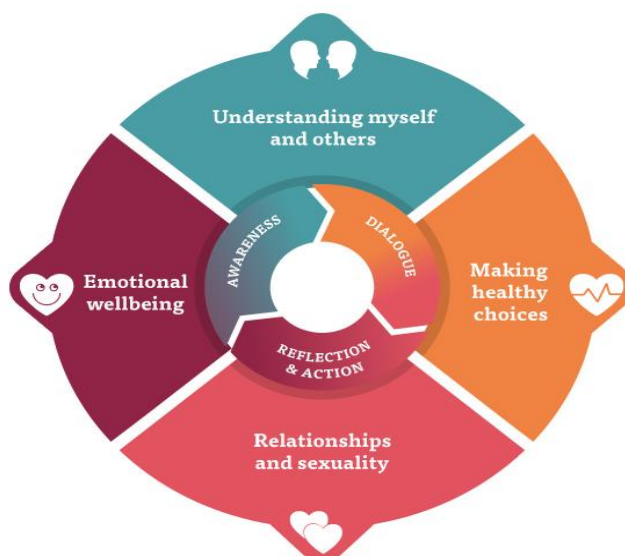 Understanding myself
and others
AWARENESS
DIALOGUE
Emotional
wellbeing
Making
healthy
choices
REFLECTION
& ACTION
Relationships
and sexuality